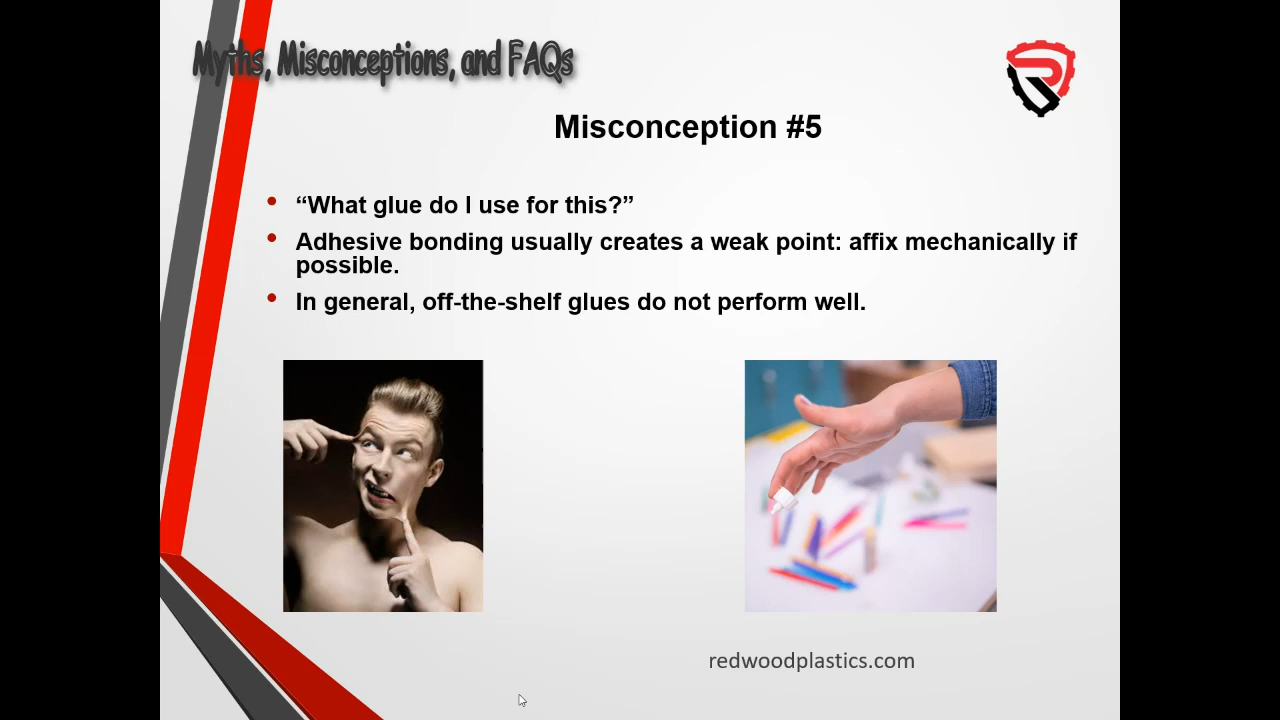 Myths, Misconceptions, and FAQs
Misconception #5
“What glue do I use for this?”
Adhesive bonding usually creates a weak point: affix mechanically if
possible.
In general, off-the-shelf glues do not perform well.
redwoodplastics.com